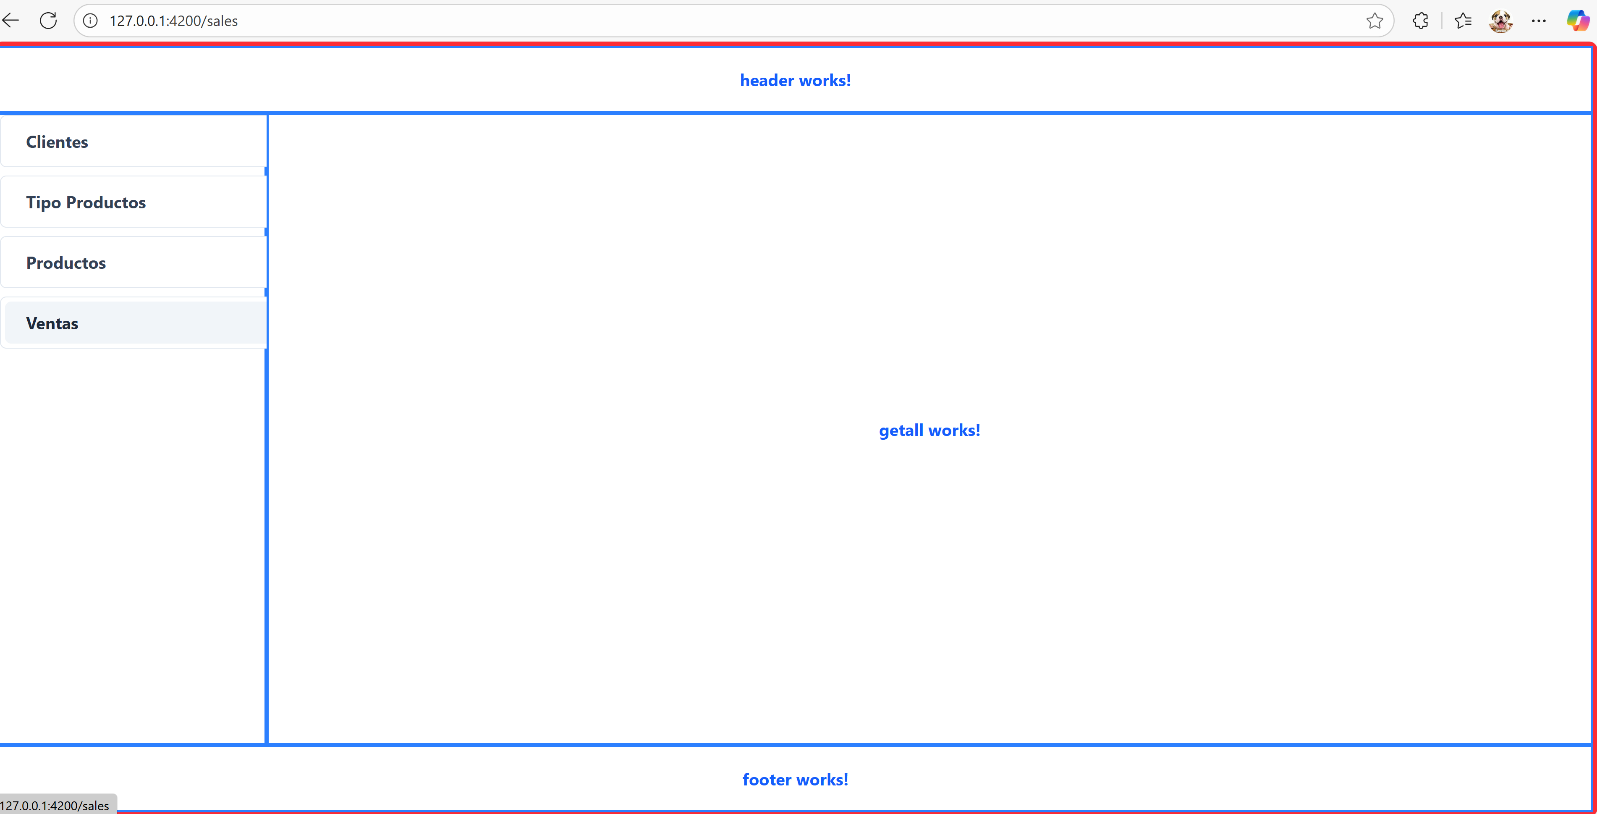 127.0.0.1:4200/sales
header works!
Clientes
Tipo Productos
Productos
Ventas
getall works!
footer works!
127.0.0.1:4200/sales